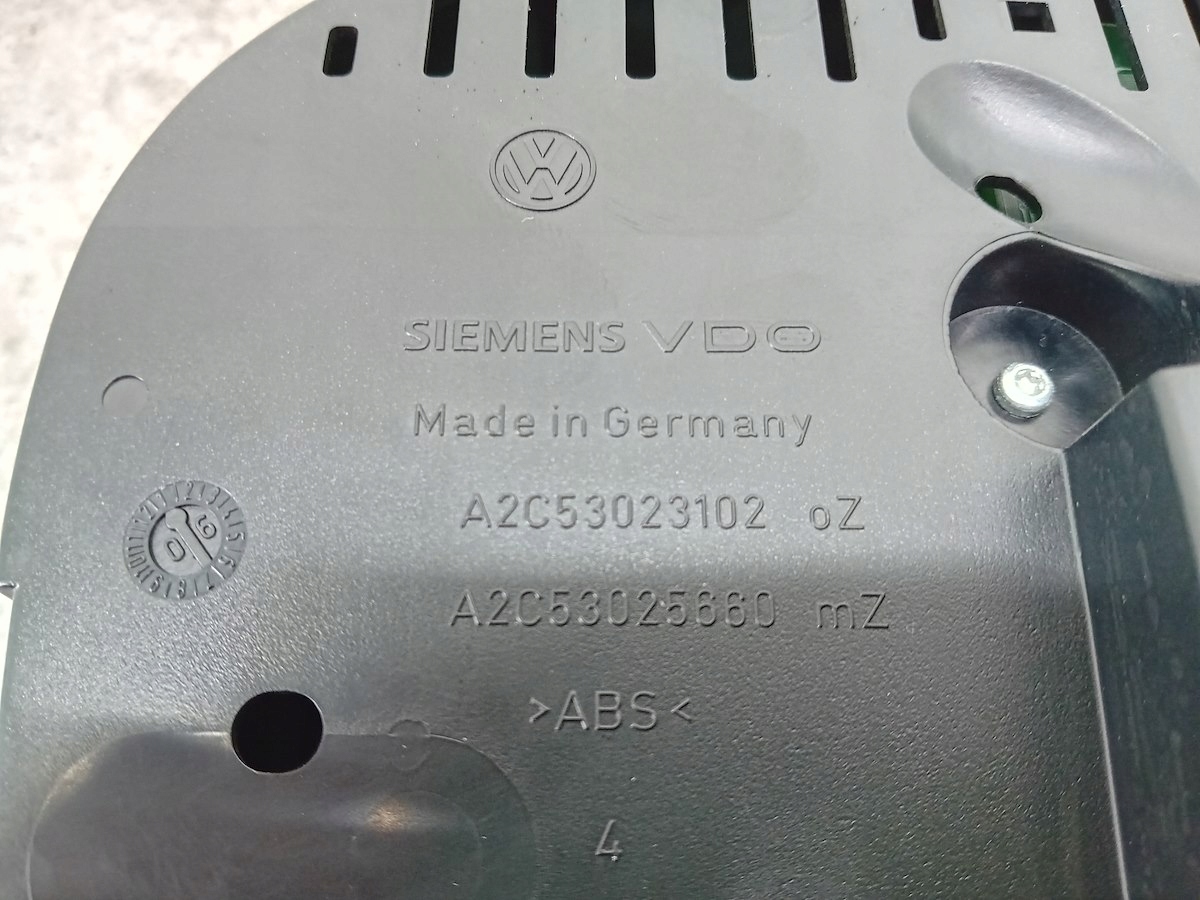 SIEMENS VDO
Made in Germany
A2C53023102 oZ
A2C53025660 mZ
>ABS<
4